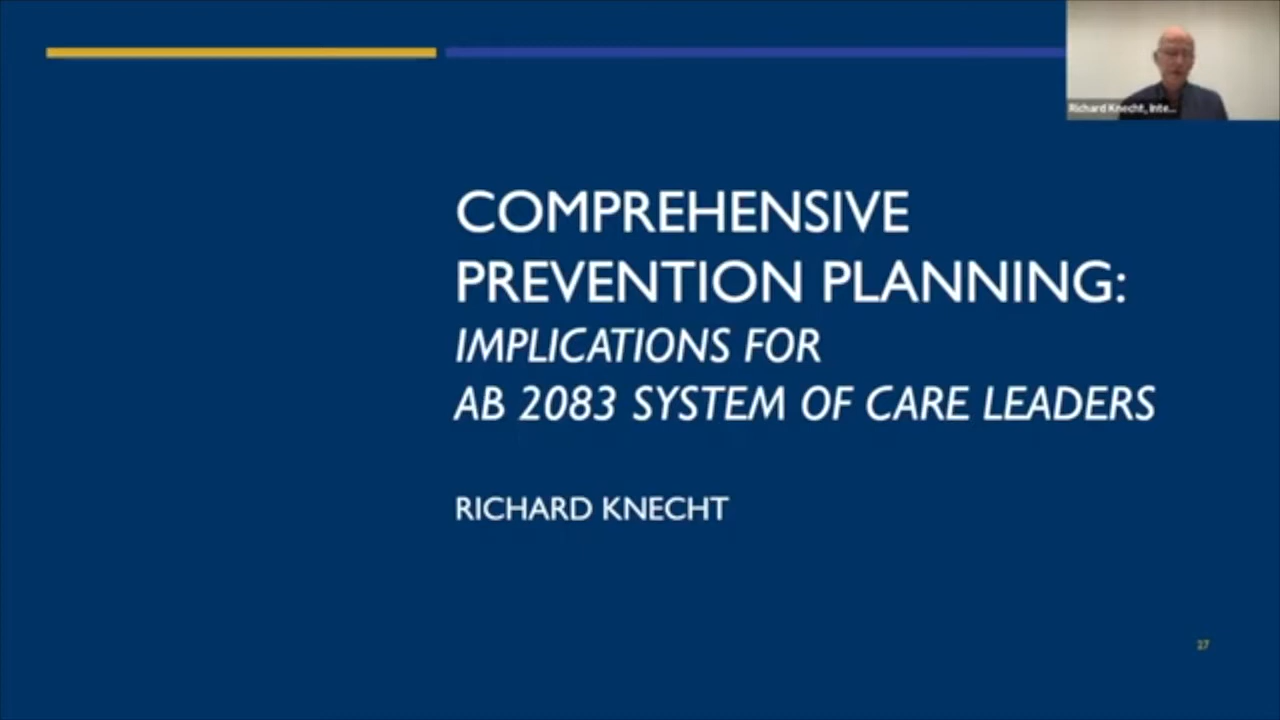 Richard Knecht, Inte...
COMPREHENSIVE
PREVENTION PLANNING:
IMPLICATIONS FOR
AB 2083 SYSTEM OF CARE LEADERS
RICHARD KNECHT
27